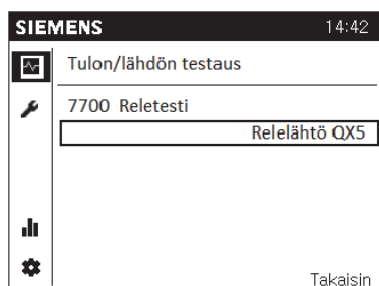 SIEMENS 14:42
Tulon/lähdön testaus
7700 Reletesti
Relelähtö QX5
Takaisin